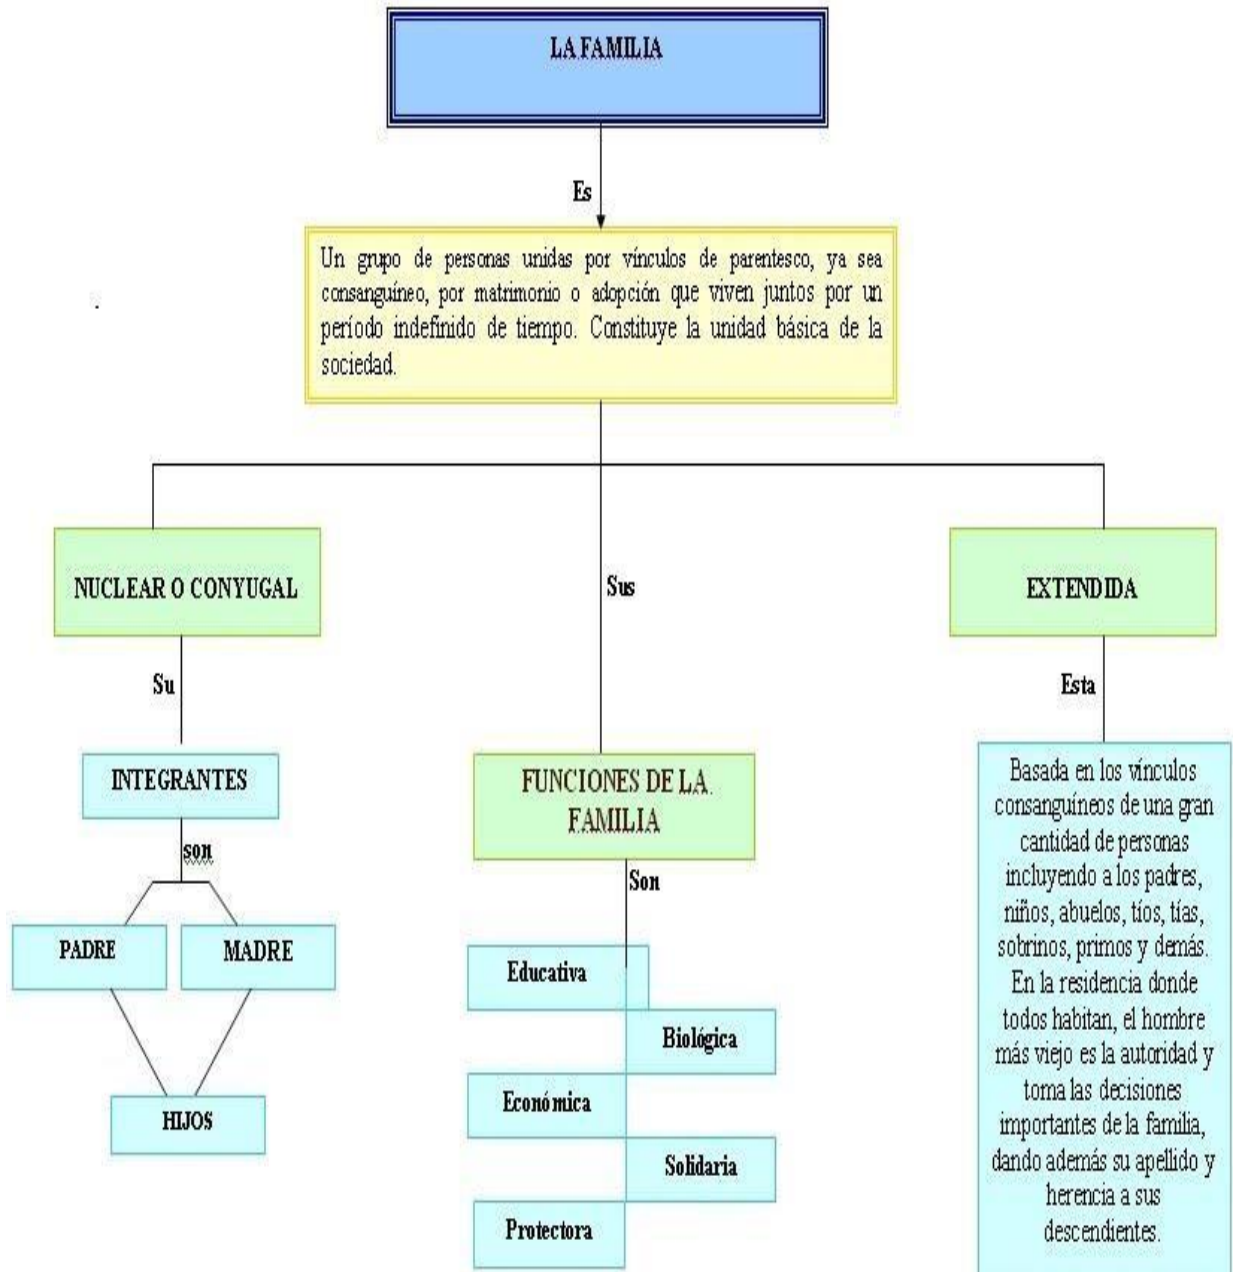 LA FAMILIA
Es
Un grupo de personas unidas por vínculos de parentesco, ya sea
consanguíneo, por matrimonio o adopción que viven juntos por un
período indefinido de tiempo. Constituye la unidad básica de la
sociedad.
NUCLEAR O CONYUGAL
Su
INTEGRANTES
son
PADRE
MADRE
HIJOS
Sus
FUNCIONES DE LA
FAMILIA
Son
Educativa
Biológica
Económica
Solidaria
Protectora
EXTENDIDA
Esta
Basada en los vínculos
consanguíneos de una gran
cantidad de personas
incluyendo a los padres,
niños, abuelos, tíos, tías,
sobrinos, primos y demás.
En la residencia donde
todos habitan, el hombre
más viejo es la autoridad y
toma las decisiones
importantes de la familia,
dando además su apellido y
herencia a sus
descendientes.